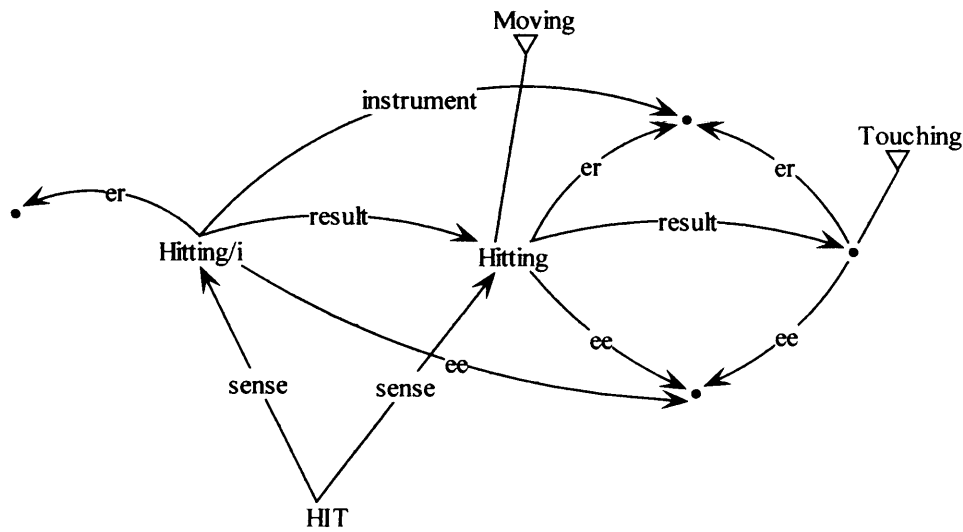 Moving
instrument
Touching
er
er
er
result
result
Hitting/i
Hitting
ee
ee
ee
sense
sense
HIT